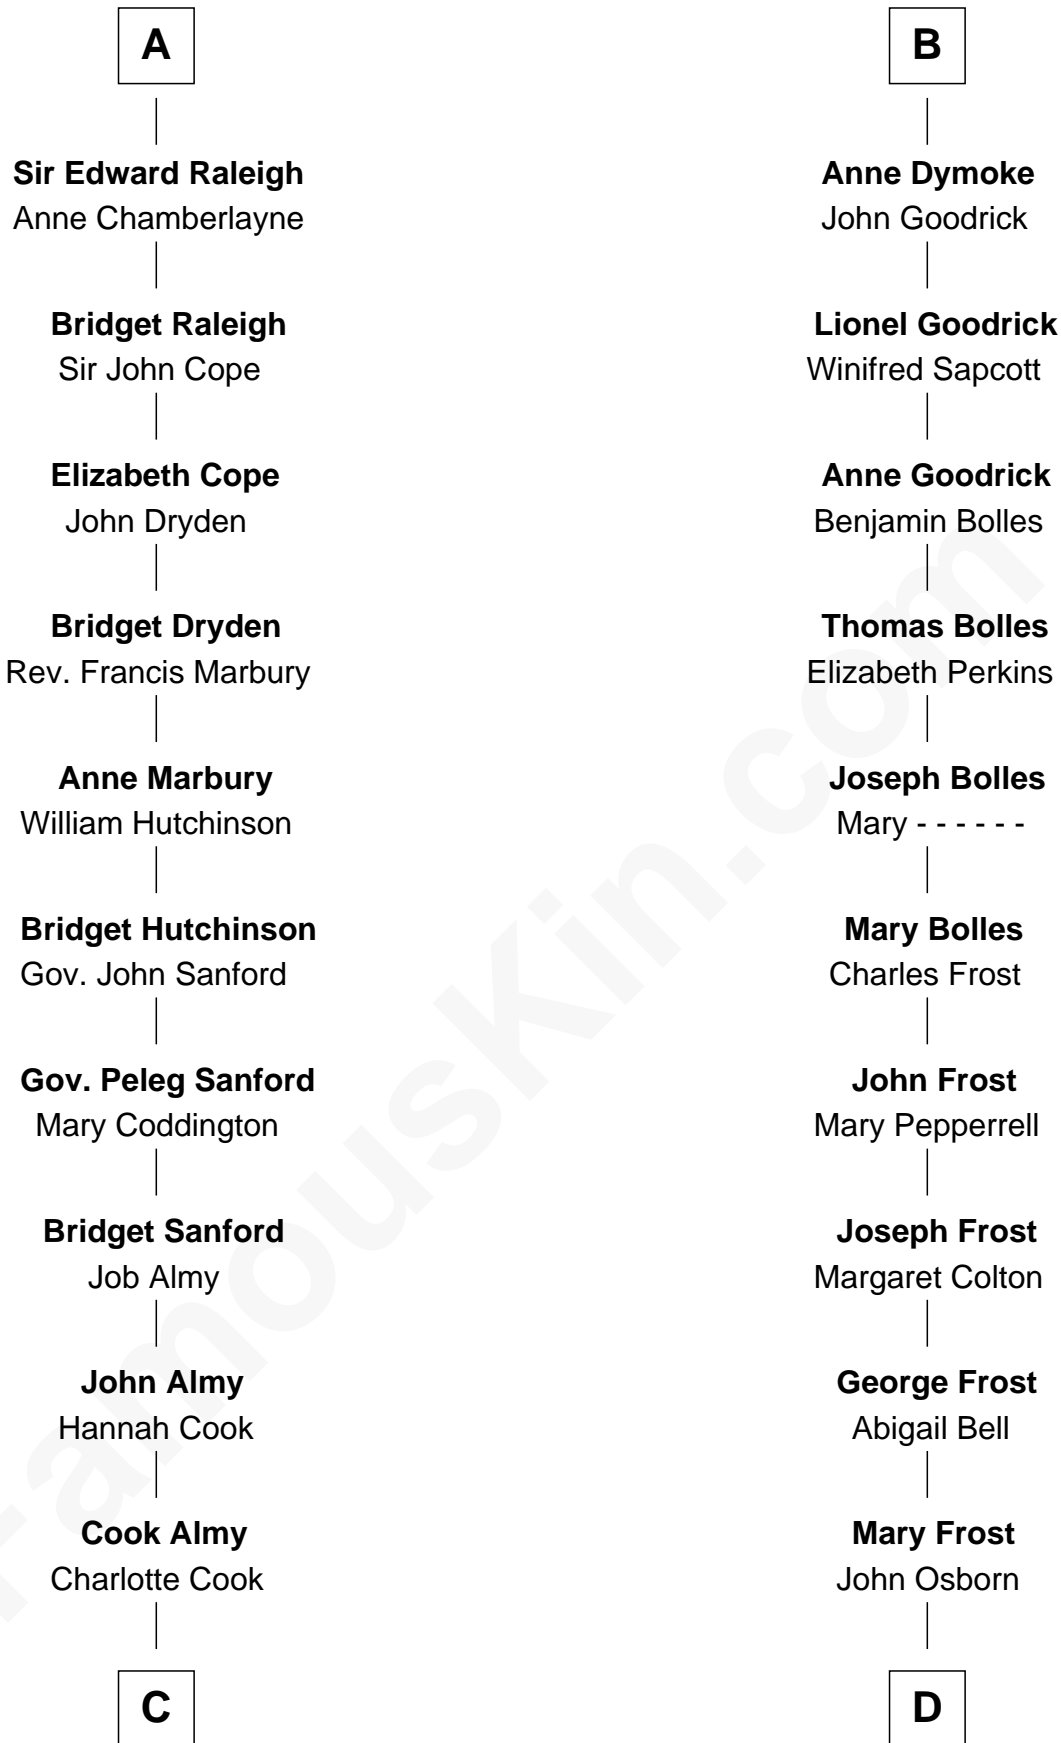 A
Sir Edward Raleigh
Anne Chamberlayne
Bridget Raleigh
Sir John Cope
Elizabeth Cope
John Dryden
Bridget Dryden
Rev. Francis Marbury
Anne Marbury
William Hutchinson
Bridget Hutchinson
Gov. John Sanford
Gov. Peleg Sanford
Mary Coddington
Bridget Sanford
Job Almy
John Almy
Hannah Cook
Cook Almy
Charlotte Cook
C
B
Anne Dymoke
John Goodrick
Lionel Goodrick
Winifred Sapcott
Anne Goodrick
Benjamin Bolles
Thomas Bolles
Elizabeth Perkins
Joseph Bolles
Mary - - - - - -
Mary Bolles
Charles Frost
John Frost
Mary Pepperrell
Joseph Frost
Margaret Colton
George Frost
Abigail Bell
Mary Frost
John Osborn
D
FamousKin.com